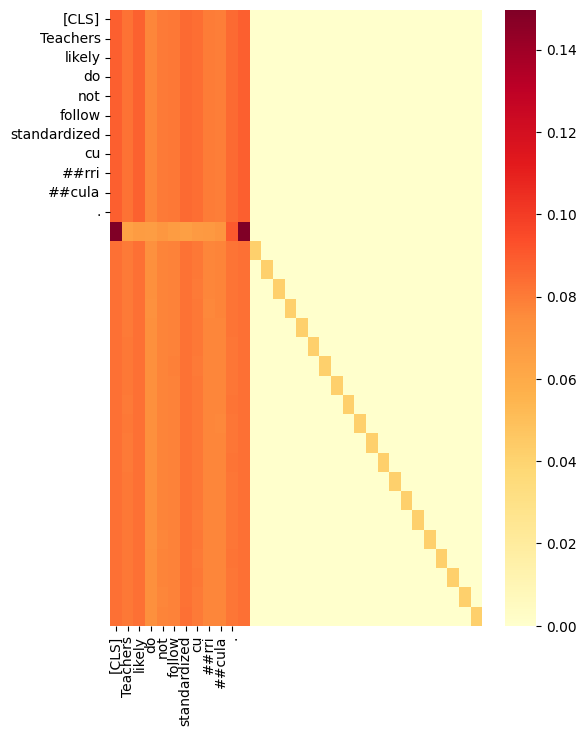 [CLS]
Teachers
likely
do
not
follow
standardized
cu
##rri
##cula
.
0.14
0.12
0.10
0.08
0.06
0.04
0.02
0.00
[CLS]
Teachers
likely
do
not
follow
standardized
cu
##rri
##cula
.